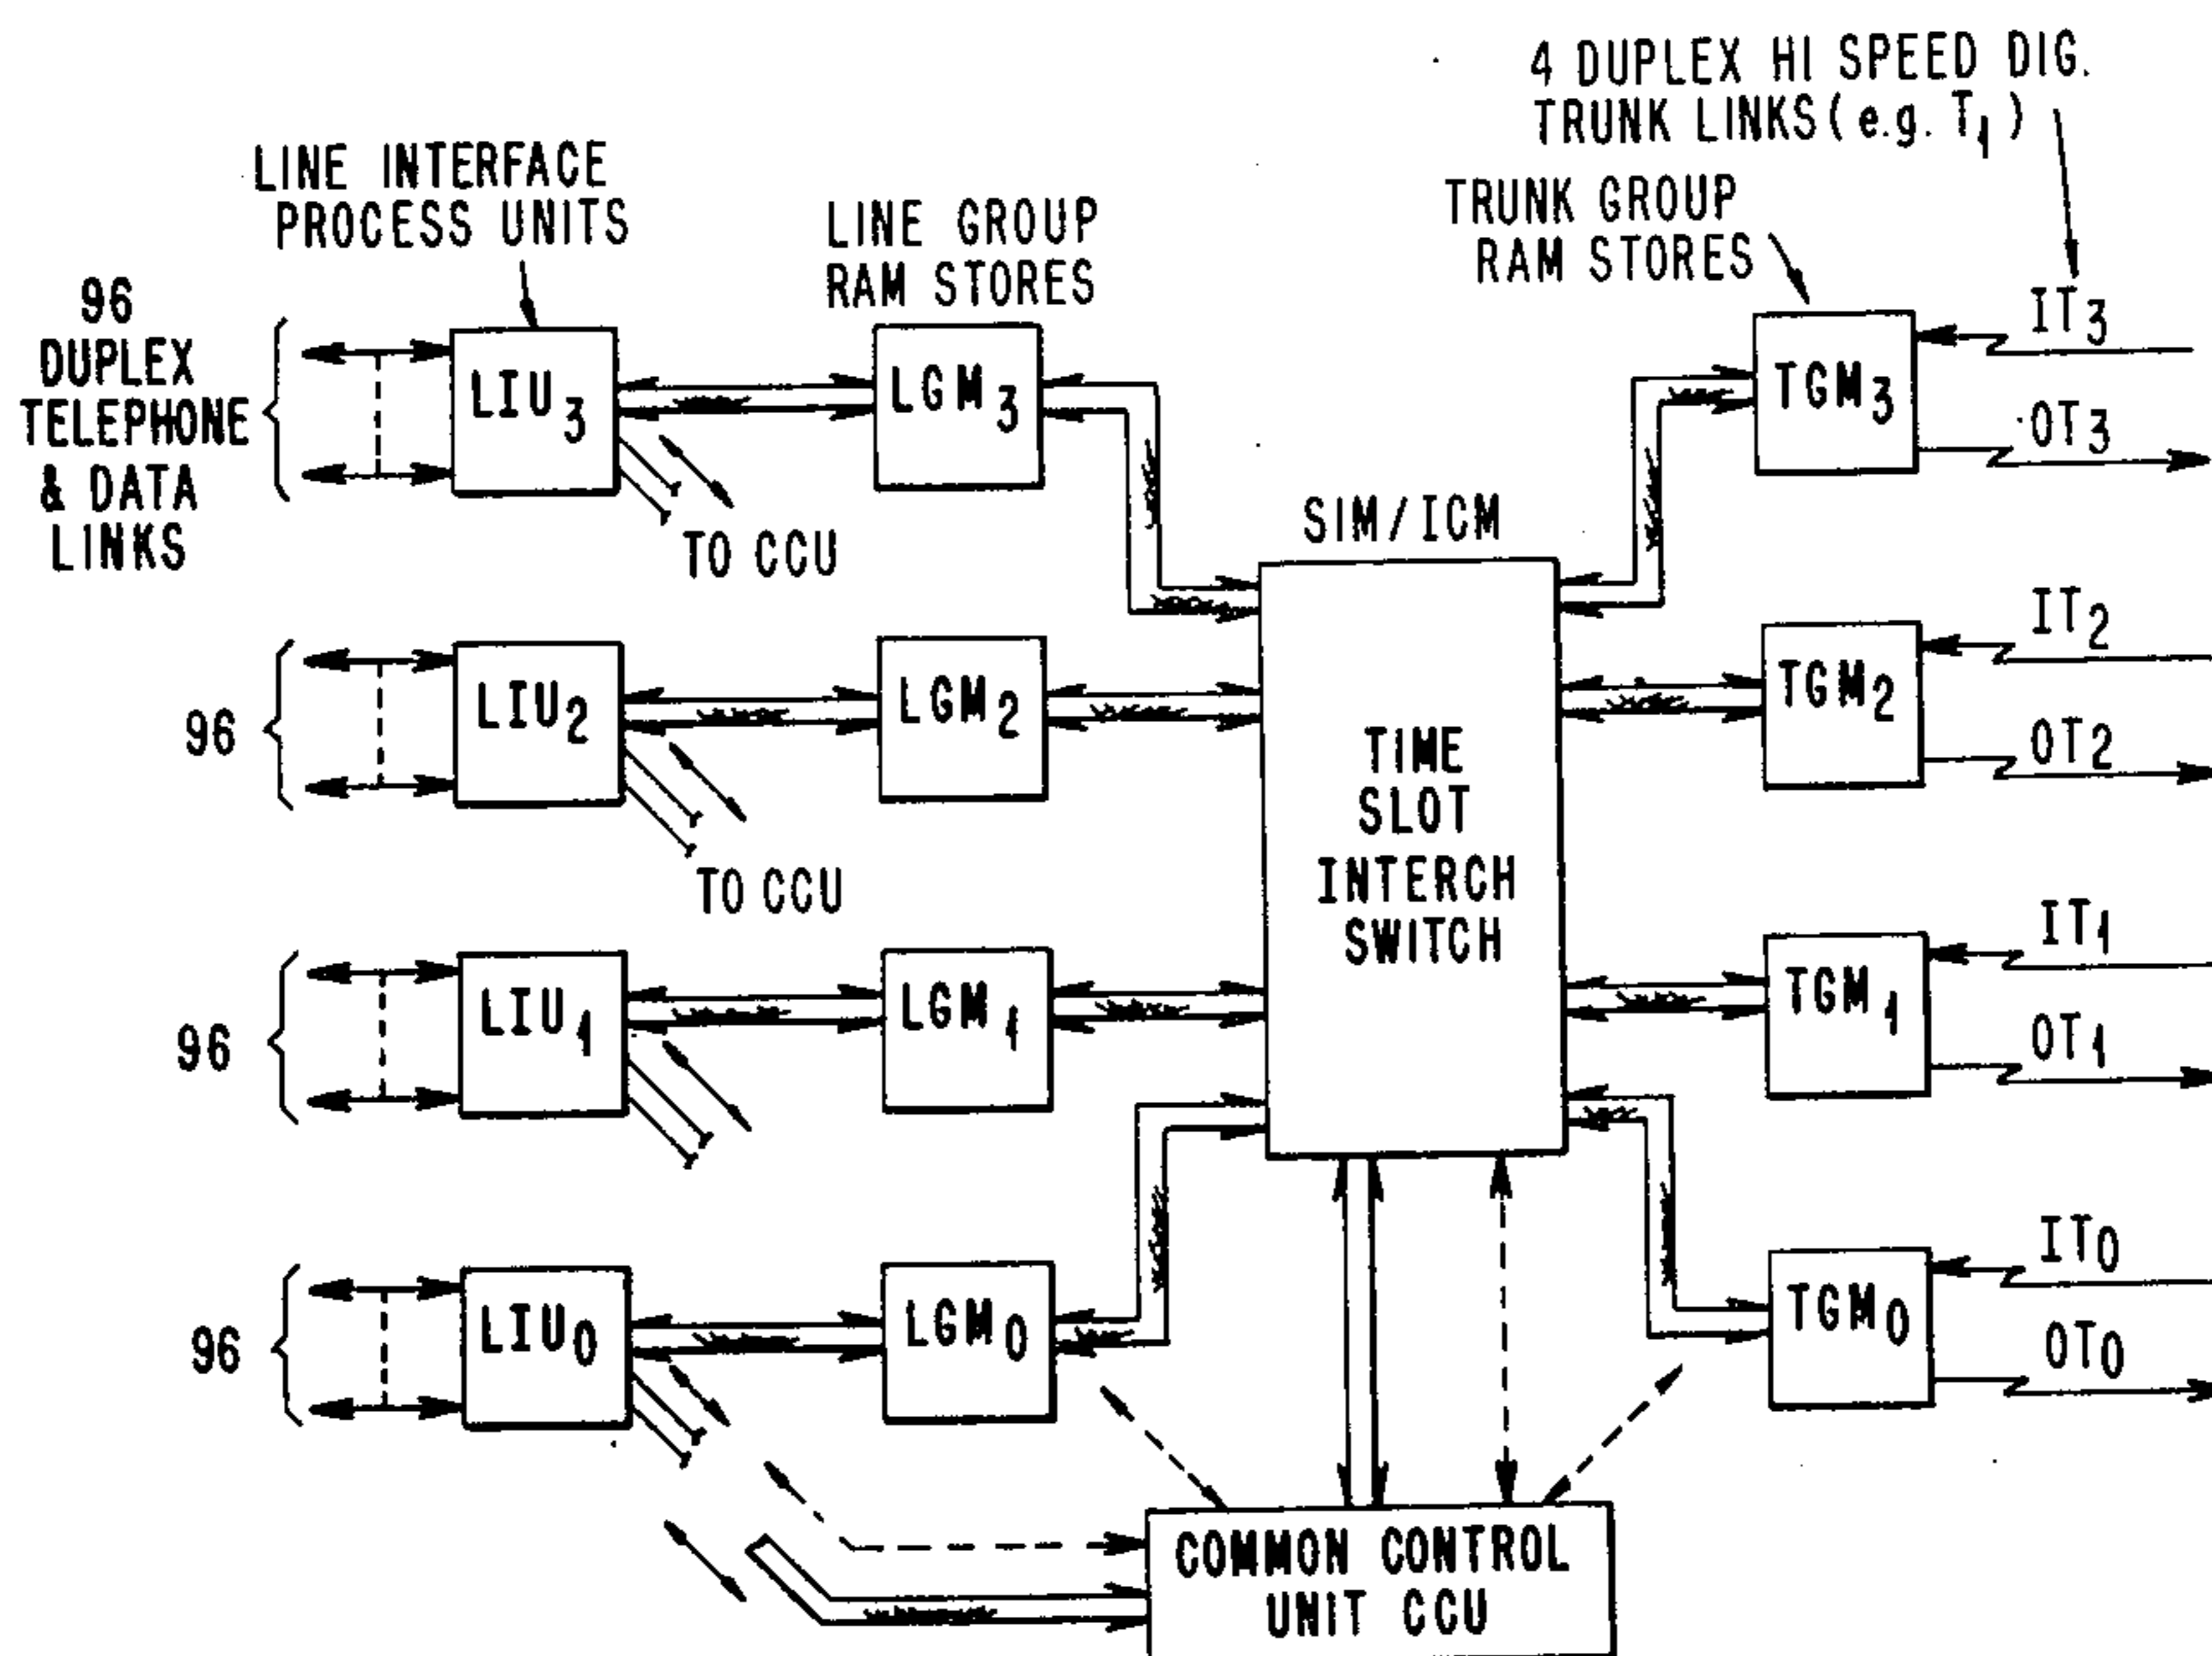 4 DUPLEX HI SPEED DIG.
TRUNK LINKS (e.g. T1)
LINE INTERFACE
PROCESS UNITS
LINE GROUP
RAM STORES
TRUNK GROUP
RAM STORES
96
DUPLEX
TELEPHONE
& DATA
LINKS
LIU3
LGM3
TGM3
IT3
OT3
TO CCU
SIM/ICM
96
LIU2
LGM2
TGM2
IT2
OT2
TO CCU
TIME
SLOT
INTERCH
SWITCH
96
LIU1
LGM1
TGM1
IT1
OT1
96
LIU0
LGM0
TGM0
IT0
OT0
COMMON CONTROL
UNIT CCU